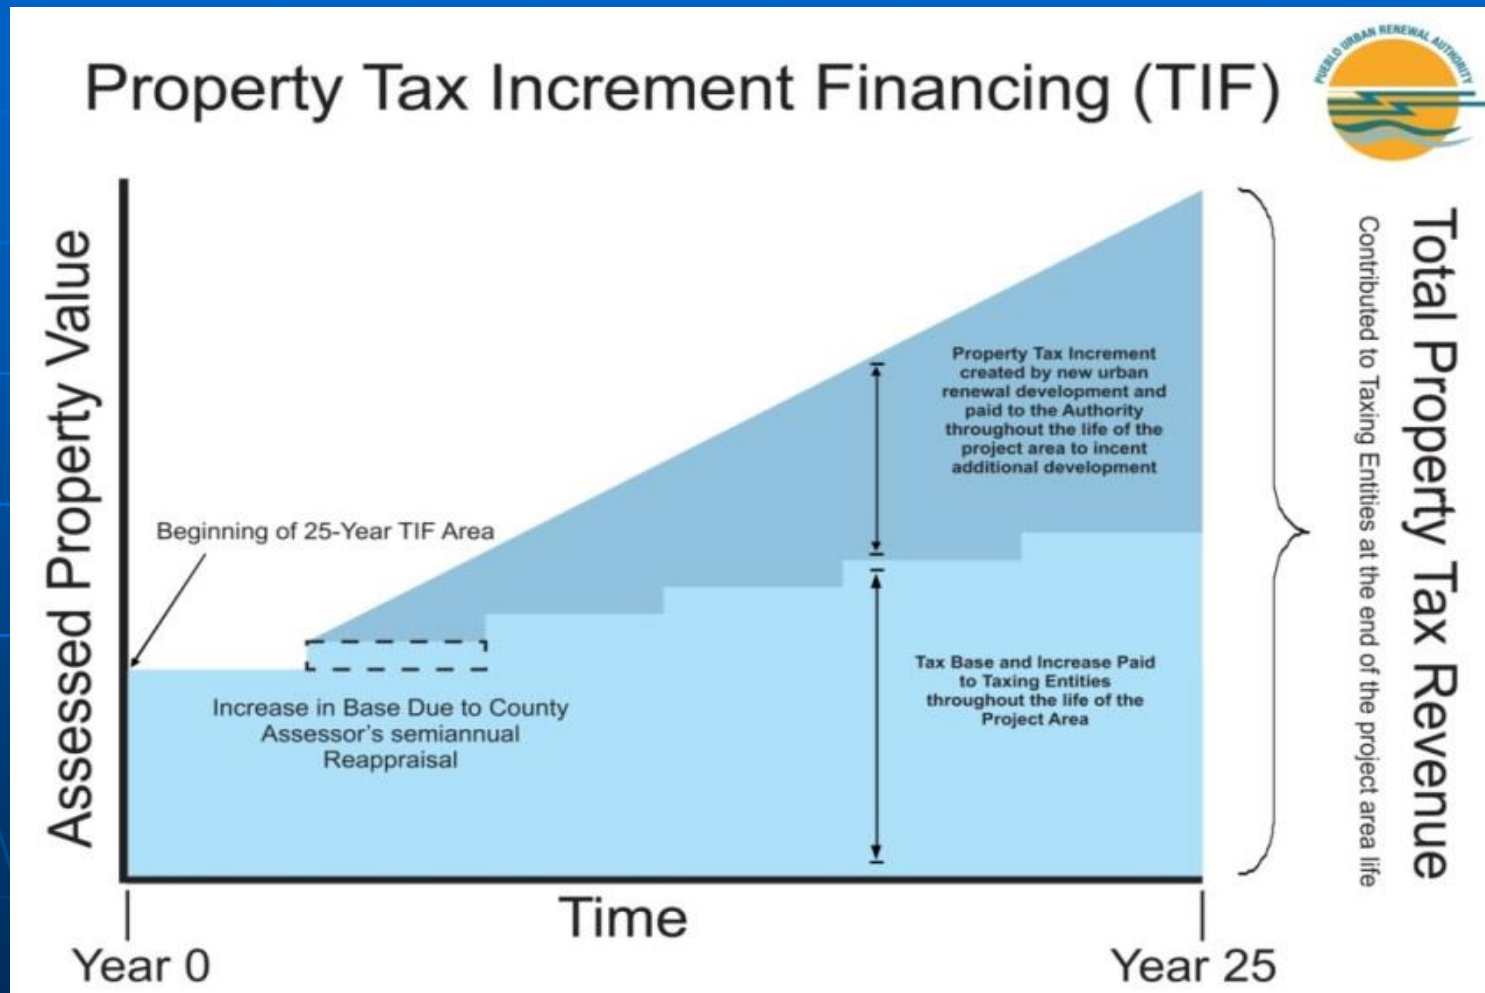 Property Tax Increment Financing (TIF)
PUEBLO URBAN RENEWAL AUTHORITY
Assessed Property Value
Beginning of 25-Year TIF Area
Increase in Base Due to County
Assessor's semiannual
Reappraisal
Property Tax Increment
created by new urban
renewal development and
paid to the Authority
throughout the life of the
project area to incent
additional development
Tax Base and Increase Paid
to Taxing Entities
throughout the life of the
Project Area
Total Property Tax Revenue
Contributed to Taxing Entities at the end of the project area life
Time
Year 0
Year 25